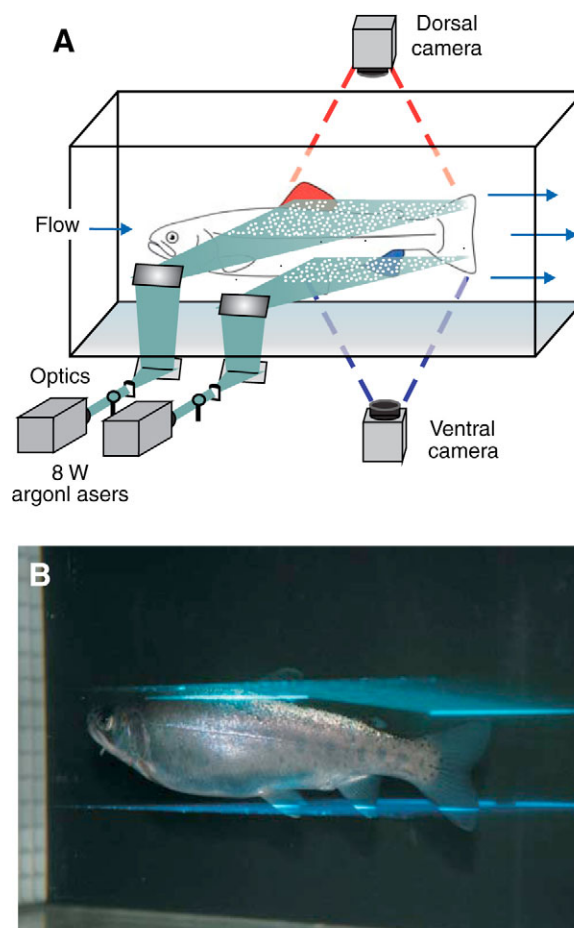 A
Dorsal
camera
Flow
Optics
8 W
argonl asers
Ventral
camera
B